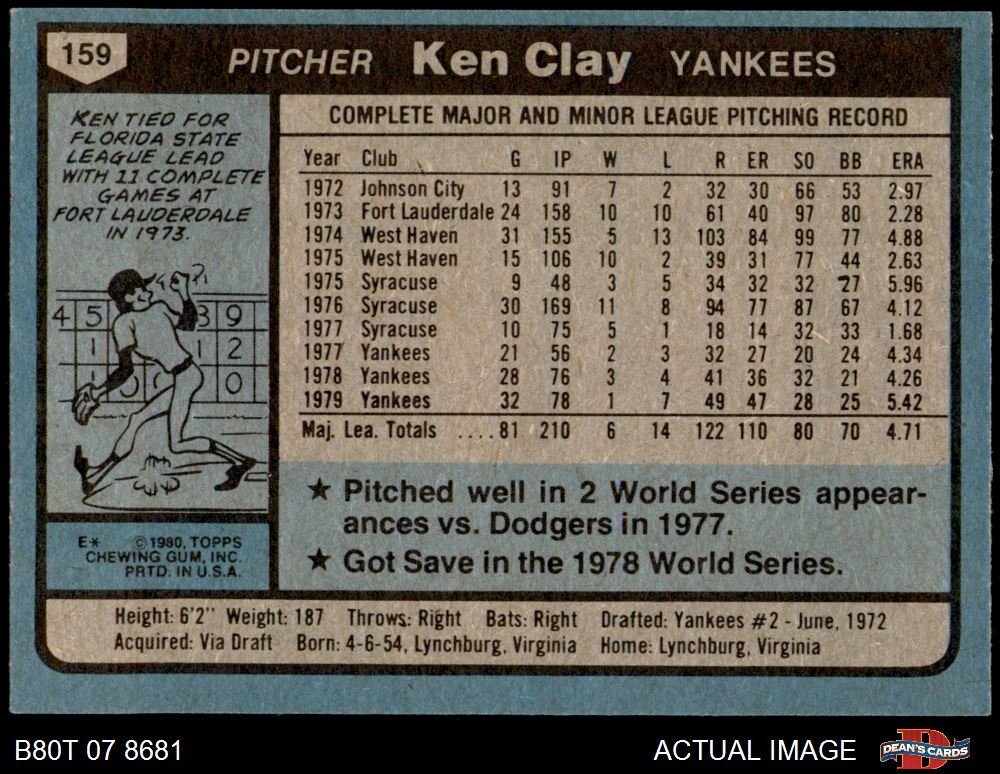 159
PITCHER Ken Clay YANKEES
KEN TIED FOR
FLORIDA STATE
LEAGUE LEAD
WITH 11 COMPLETE
GAMES AT
FORT LAUDERDALE
IN 1973.
4 5 3 9
1 1 2
1 0 0 0
E* © 1980, TOPPS
CHEWING GUM, INC.
PRTD. IN U.S.A.
COMPLETE MAJOR AND MINOR LEAGUE PITCHING RECORD
Year Club G IP W L R ER SO BB ERA
1972 Johnson City 13 91 7 2 32 30 66 53 2.97
1973 Fort Lauderdale 24 158 10 10 61 40 97 80 2.28
1974 West Haven 31 155 5 13 103 84 99 77 4.88
1975 West Haven 15 106 10 2 39 31 77 44 2.63
1975 Syracuse 9 48 3 5 34 32 32 27 5.96
1976 Syracuse 30 169 11 8 94 77 87 67 4.12
1977 Syracuse 10 75 5 1 18 14 32 33 1.68
1977 Yankees 21 56 2 3 32 27 20 24 4.34
1978 Yankees 28 76 3 4 41 36 32 21 4.26
1979 Yankees 32 78 1 7 49 47 28 25 5.42
Maj. Lea. Totals ....81 210 6 14 122 110 80 70 4.71
★ Pitched well in 2 World Series appear-
ances vs. Dodgers in 1977.
★ Got Save in the 1978 World Series.
Height: 6'2" Weight: 187 Throws: Right Bats: Right Drafted: Yankees #2 - June, 1972
Acquired: Via Draft Born: 4-6-54, Lynchburg, Virginia Home: Lynchburg, Virginia
B80T 07 8681 ACTUAL IMAGE DEAN'S CARDS